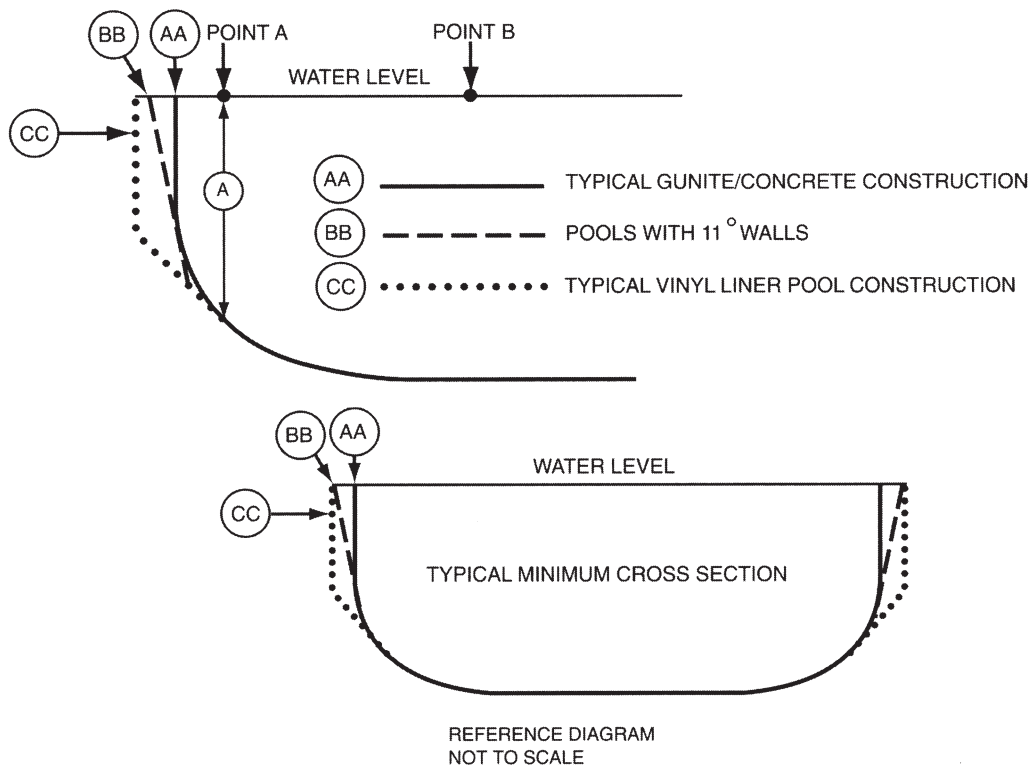 BB
AA
POINT A
POINT B
WATER LEVEL
CC
A
AA
TYPICAL GUNITE/CONCRETE CONSTRUCTION
BB
POOLS WITH 11° WALLS
CC
TYPICAL VINYL LINER POOL CONSTRUCTION
BB
AA
WATER LEVEL
CC
TYPICAL MINIMUM CROSS SECTION
REFERENCE DIAGRAM
NOT TO SCALE